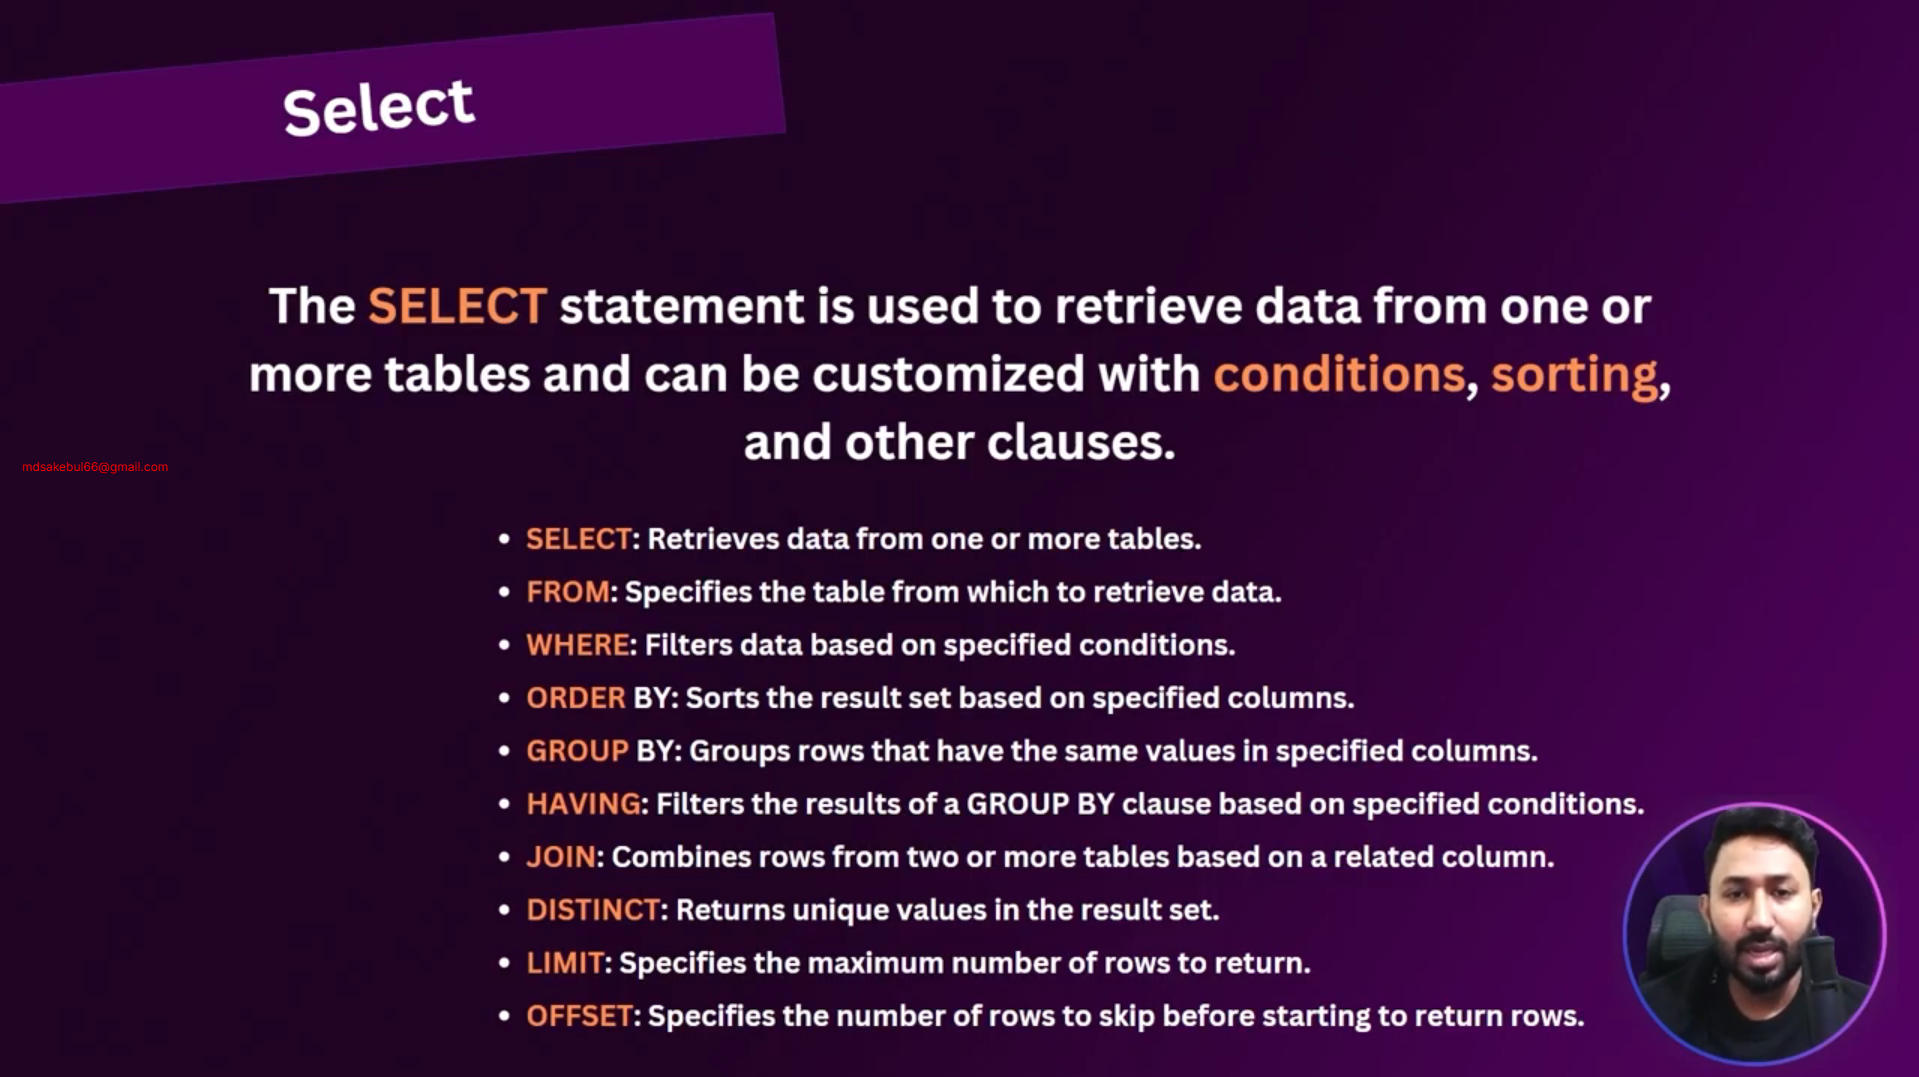 Select
The SELECT statement is used to retrieve data from one or
more tables and can be customized with conditions, sorting,
and other clauses.
mdsakebul66@gmail.com
• SELECT: Retrieves data from one or more tables.
• FROM: Specifies the table from which to retrieve data.
• WHERE: Filters data based on specified conditions.
• ORDER BY: Sorts the result set based on specified columns.
• GROUP BY: Groups rows that have the same values in specified columns.
• HAVING: Filters the results of a GROUP BY clause based on specified conditions.
• JOIN: Combines rows from two or more tables based on a related column.
• DISTINCT: Returns unique values in the result set.
• LIMIT: Specifies the maximum number of rows to return.
• OFFSET: Specifies the number of rows to skip before starting to return rows.